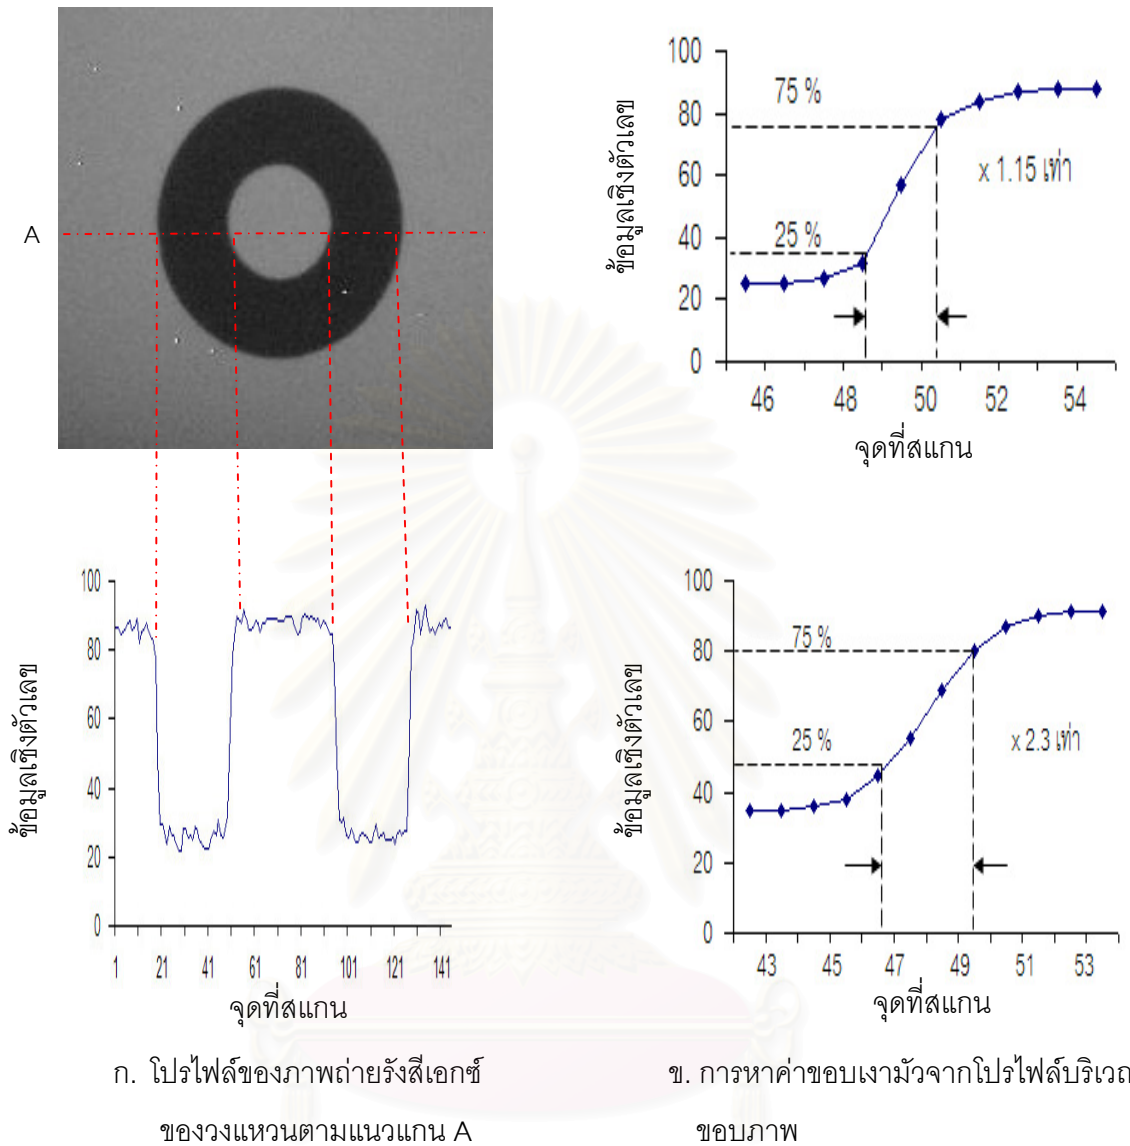 A
100
80
60
40
20
0
75 %
25 %
x 1.15 เท่า
46 48 50 52 54
ข้อมูลเชิงตัวเลข
จุดที่สแกน
100
80
60
40
20
0
1 21 41 61 81 101 121 141
ข้อมูลเชิงตัวเลข
จุดที่สแกน
100
80
60
40
20
0
75 %
25 %
x 2.3 เท่า
43 45 47 49 51 53
ข้อมูลเชิงตัวเลข
จุดที่สแกน
ก. โปรไฟล์ของภาพถ่ายรังสีเอกซ์
ของวงแหวนตามแนวแกน A
ข. การหาค่าขอบเงามัวจากโปรไฟล์บริเวณ
ขอบภาพ